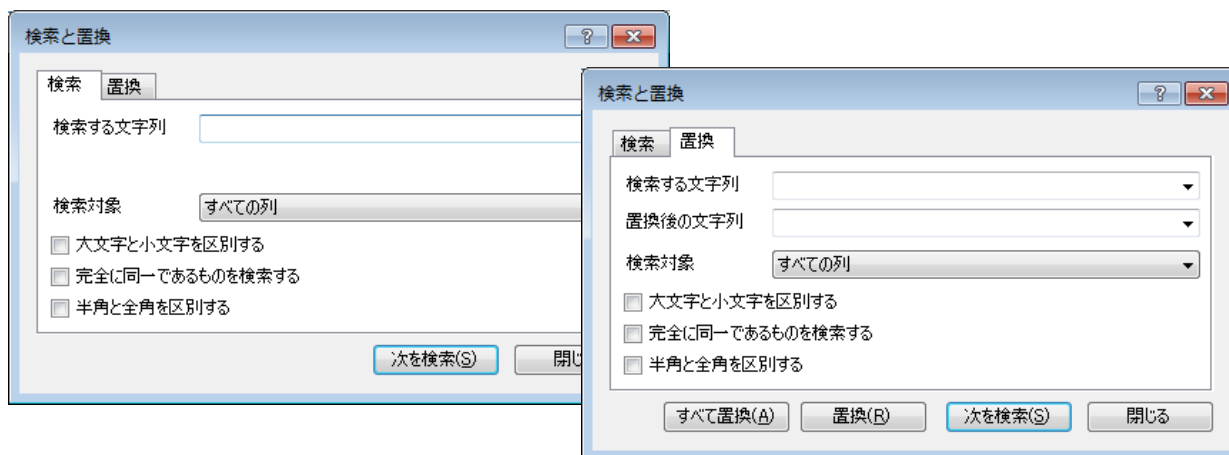 検索と置換
検索 置換
検索する文字列
検索対象 すべての列
大文字と小文字を区別する
完全に同一であるものを検索する
半角と全角を区別する
次を検索(S) 閉じ
検索と置換
検索 置換
検索する文字列
置換後の文字列
検索対象 すべての列
大文字と小文字を区別する
完全に同一であるものを検索する
半角と全角を区別する
すべて置換(A) 置換(R) 次を検索(S) 閉じる